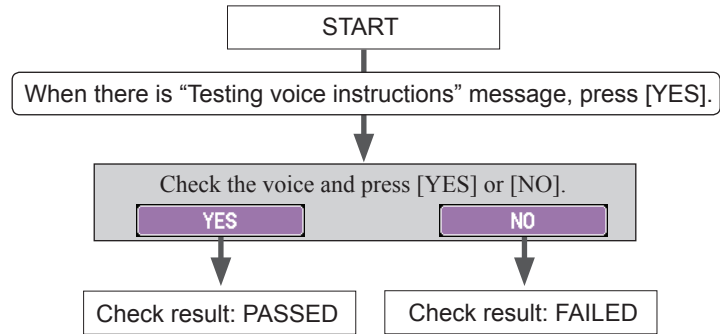 START
When there is “Testing voice instructions” message, press [YES].
Check the voice and press [YES] or [NO].
YES
NO
Check result: PASSED
Check result: FAILED